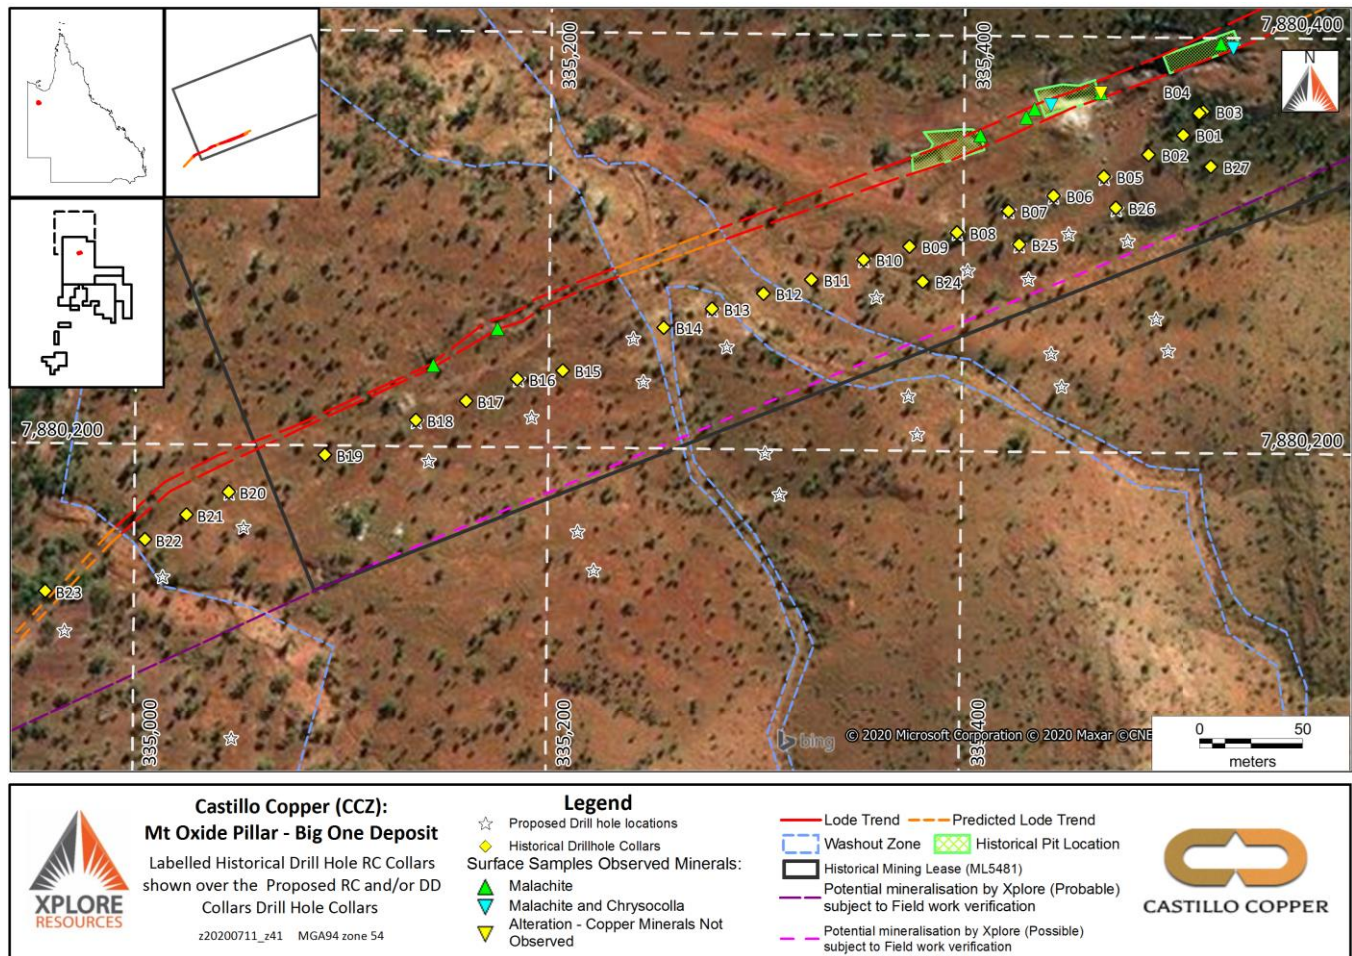 335,200
335,400
7,880,400
N
B04
B03
B01
B02
B27
B05
B06
B26
B07
B08
B25
B09
B10
B24
B11
B12
B13
B14
B15
B16
B17
B18
7,880,200
7,880,200
B19
B20
B21
B22
B23
335,000
335,200
335,400
bing
© 2020 Microsoft Corporation © 2020 Maxar ©CNE
0 50
meters
XPLORE
RESOURCES
Castillo Copper (CCZ):
Mt Oxide Pillar - Big One Deposit
Labelled Historical Drill Hole RC Collars
shown over the Proposed RC and/or DD
Collars Drill Hole Collars
z20200711_z41 MGA94 zone 54
Legend
Proposed Drill hole locations
Historical Drillhole Collars
Surface Samples Observed Minerals:
Malachite
Malachite and Chrysocolla
Alteration - Copper Minerals Not
Observed
Lode Trend
Predicted Lode Trend
Washout Zone
Historical Pit Location
Historical Mining Lease (ML5481)
Potential mineralisation by Xplore (Probable)
subject to Field work verification
Potential mineralisation by Xplore (Possible)
subject to Field work verification
CASTILLO COPPER